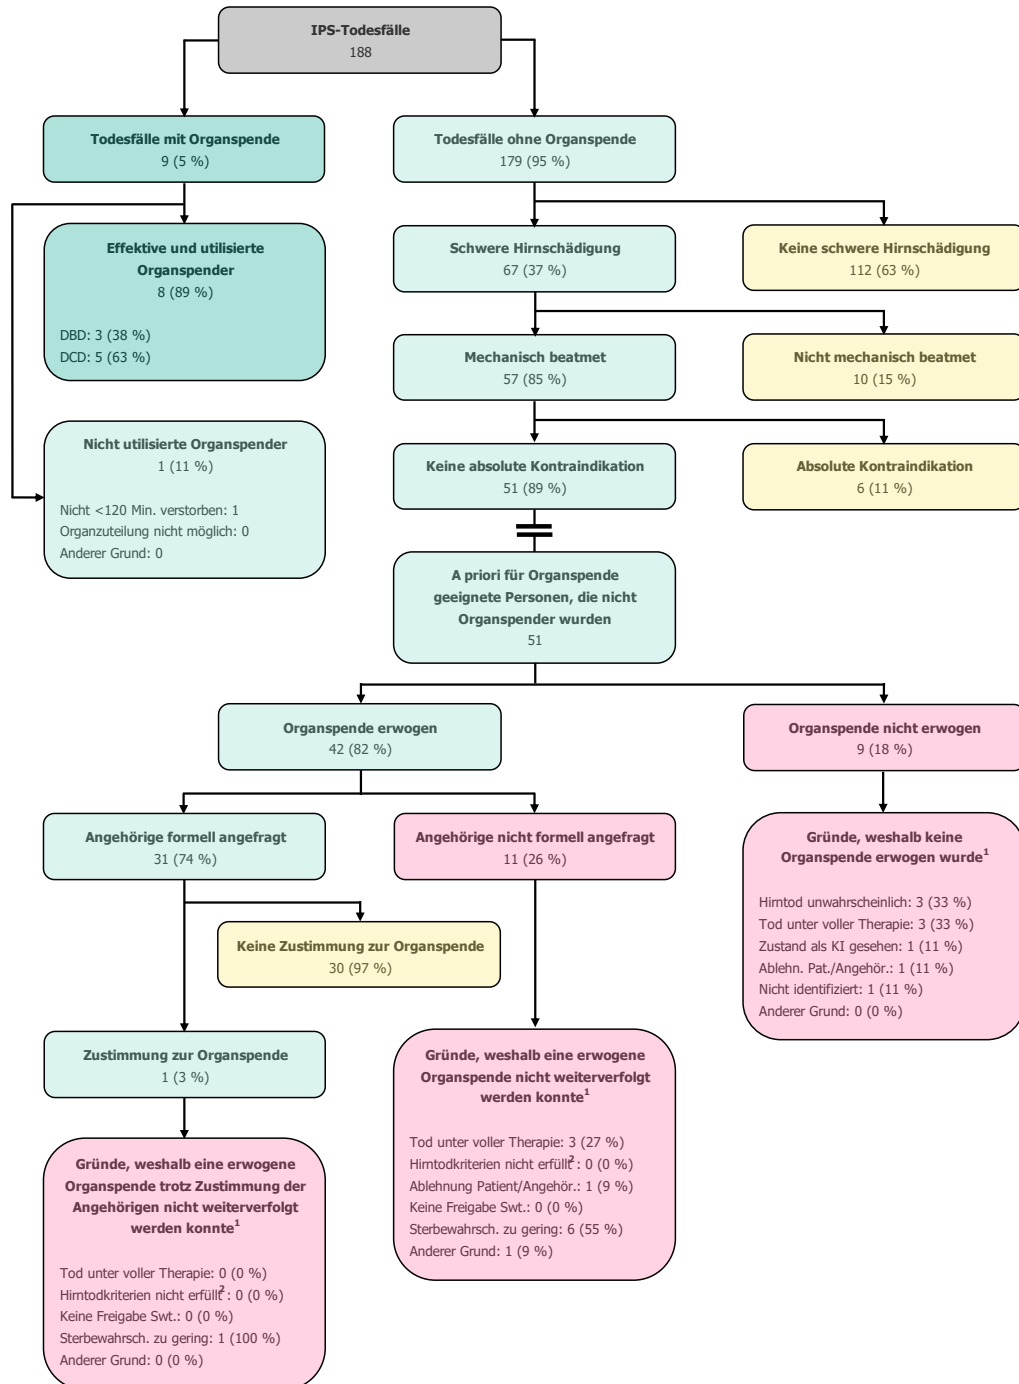 IPS-Todesfälle
188
Todesfälle mit Organspende
9 (5 %)
Todesfälle ohne Organspende
179 (95 %)
Effektive und utilisierte
Organspender
8 (89 %)
DBD: 3 (38 %)
DCD: 5 (63 %)
Schwere Hirnschädigung
67 (37 %)
Keine schwere Hirnschädigung
112 (63 %)
Mechanisch beatmet
57 (85 %)
Nicht mechanisch beatmet
10 (15 %)
Nicht utilisierte Organspender
1 (11 %)
Nicht <120 Min. verstorben: 1
Organzuteilung nicht möglich: 0
Anderer Grund: 0
Keine absolute Kontraindikation
51 (89 %)
Absolute Kontraindikation
6 (11 %)
A priori für Organspende
geeignete Personen, die nicht
Organspender wurden
51
Organspende erwogen
42 (82 %)
Organspende nicht erwogen
9 (18 %)
Angehörige formell angefragt
31 (74 %)
Angehörige nicht formell angefragt
11 (26 %)
Gründe, weshalb keine
Organspende erwogen wurde¹
Hirntod unwahrscheinlich: 3 (33 %)
Tod unter voller Therapie: 3 (33 %)
Zustand als KI gesehen: 1 (11 %)
Ablehn. Pat./Angehör.: 1 (11 %)
Nicht identifiziert: 1 (11 %)
Anderer Grund: 0 (0 %)
Keine Zustimmung zur Organspende
30 (97 %)
Zustimmung zur Organspende
1 (3 %)
Gründe, weshalb eine erwogene
Organspende nicht weiterverfolgt
werden konnte¹
Tod unter voller Therapie: 3 (27 %)
Hirntodkriterien nicht erfüllt²: 0 (0 %)
Ablehnung Patient/Angehör.: 1 (9 %)
Keine Freigabe Swt.: 0 (0 %)
Sterbewahrsch. zu gering: 6 (55 %)
Anderer Grund: 1 (9 %)
Gründe, weshalb eine erwogene
Organspende trotz Zustimmung der
Angehörigen nicht weiterverfolgt
werden konnte¹
Tod unter voller Therapie: 0 (0 %)
Hirntodkriterien nicht erfüllt²: 0 (0 %)
Keine Freigabe Swt.: 0 (0 %)
Sterbewahrsch. zu gering: 1 (100 %)
Anderer Grund: 0 (0 %)